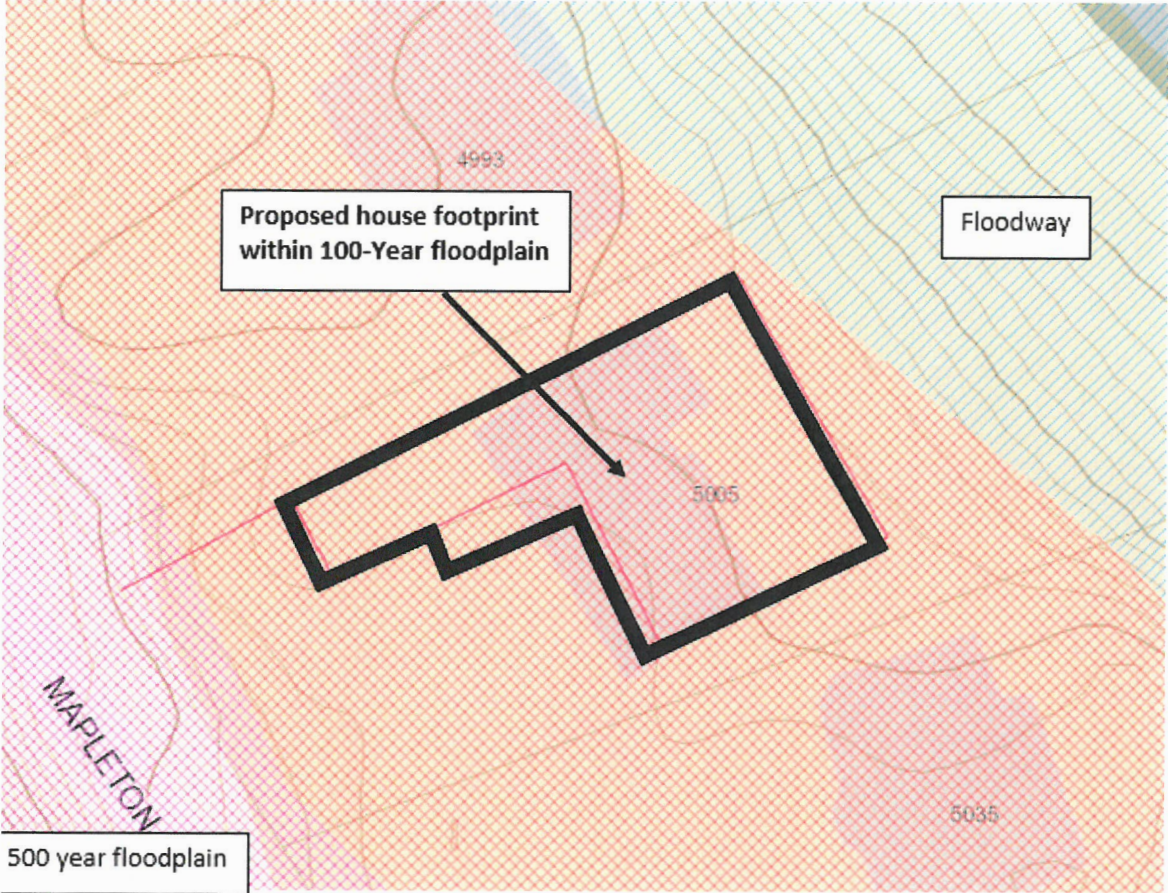 4993
Proposed house footprint
within 100-Year floodplain
Floodway
5005
MAPLETON
5035
500 year floodplain